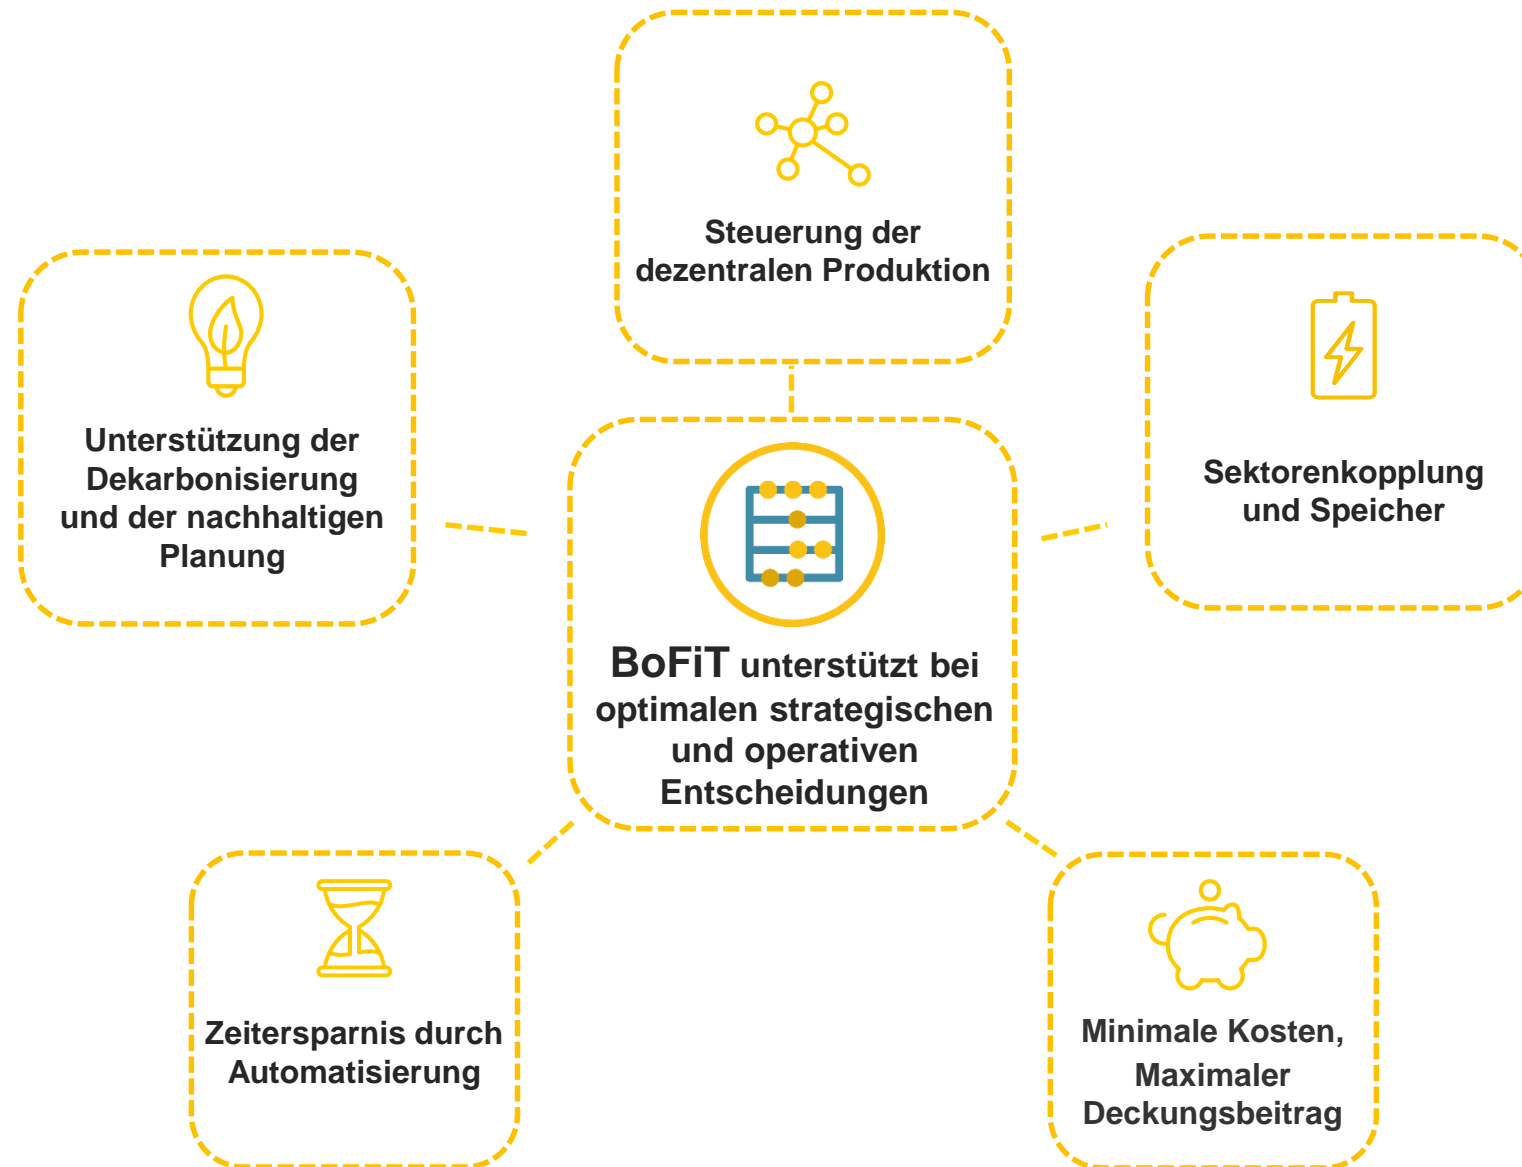 Steuerung der
dezentralen Produktion
Unterstützung der
Dekarbonisierung
und der nachhaltigen
Planung
Sektorenkopplung
und Speicher
BoFiT unterstützt bei
optimalen strategischen
und operativen
Entscheidungen
Zeitersparnis durch
Automatisierung
Minimale Kosten,
Maximaler
Deckungsbeitrag